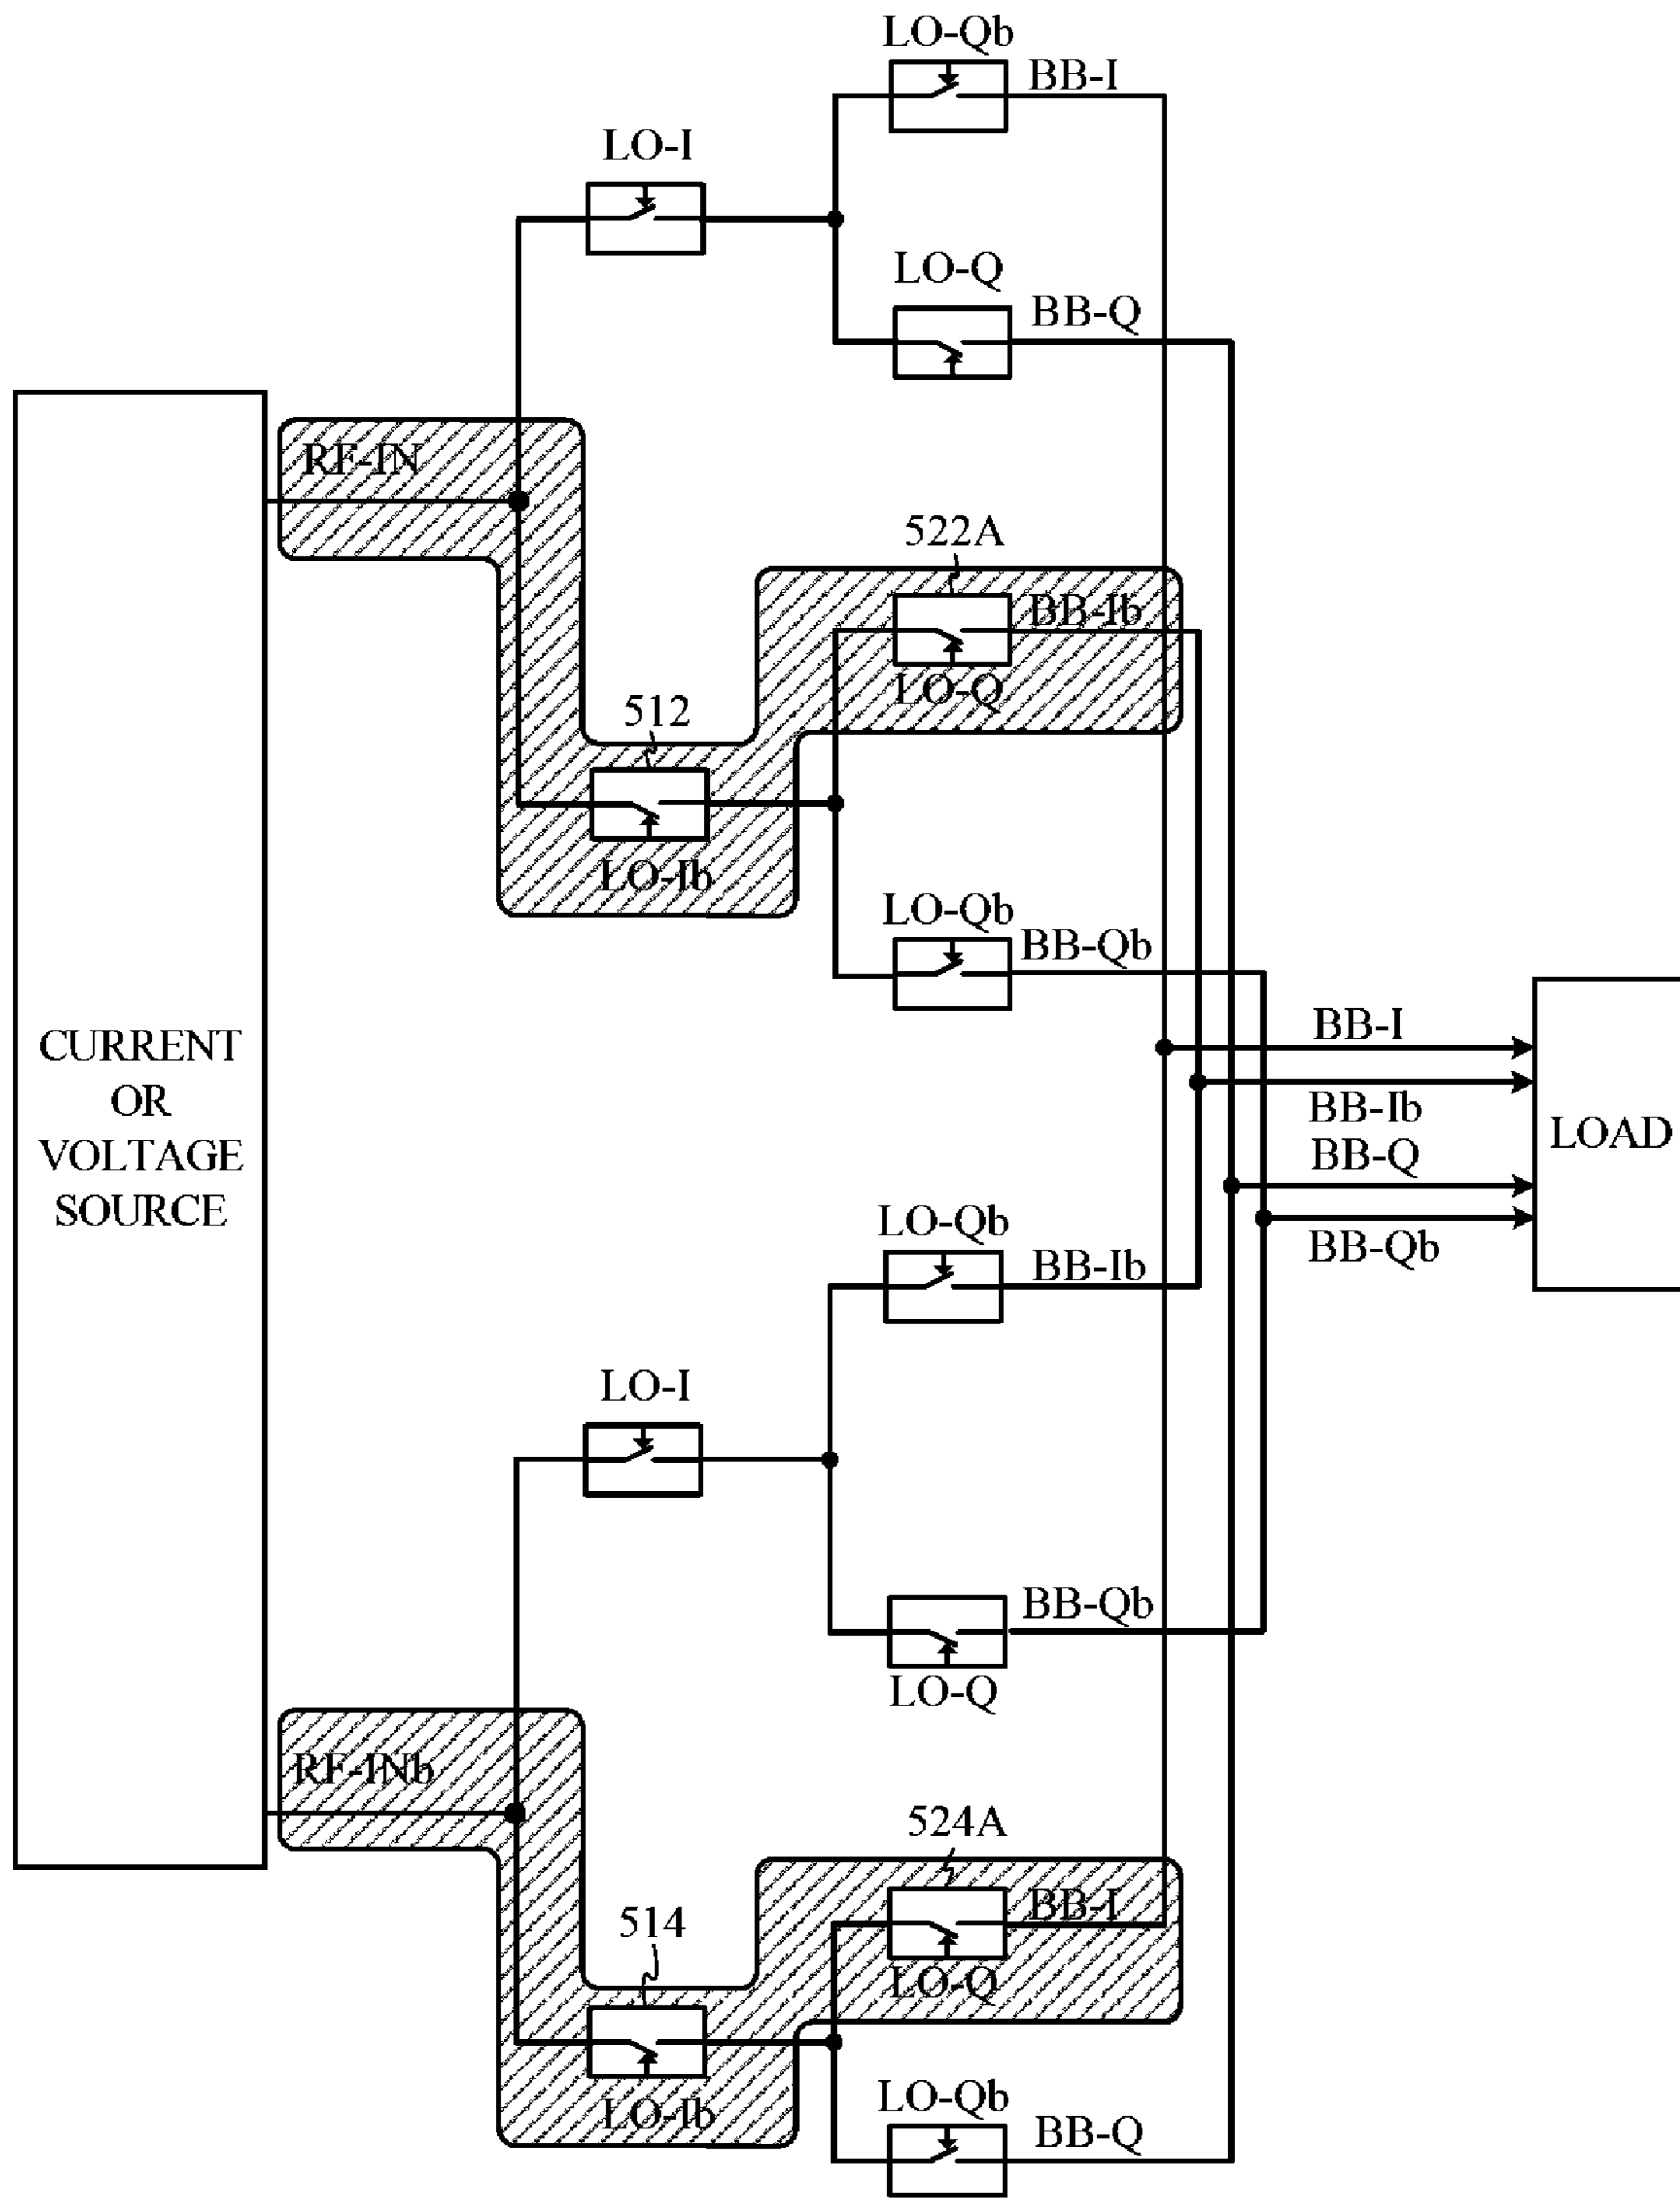 LO-Qb
BB-I
LO-I
LO-Q
BB-Q
RF-IN
522A
BB-Ib
LO-Q
512
LO-Ib
LO-Qb
BB-Qb
CURRENT
OR
VOLTAGE
SOURCE
BB-I
BB-Ib
BB-Q
BB-Qb
LOAD
LO-Qb
BB-Ib
LO-I
BB-Qb
LO-Q
RF-INb
524A
BB-I
LO-Q
514
LO-Ib
LO-Qb
BB-Q